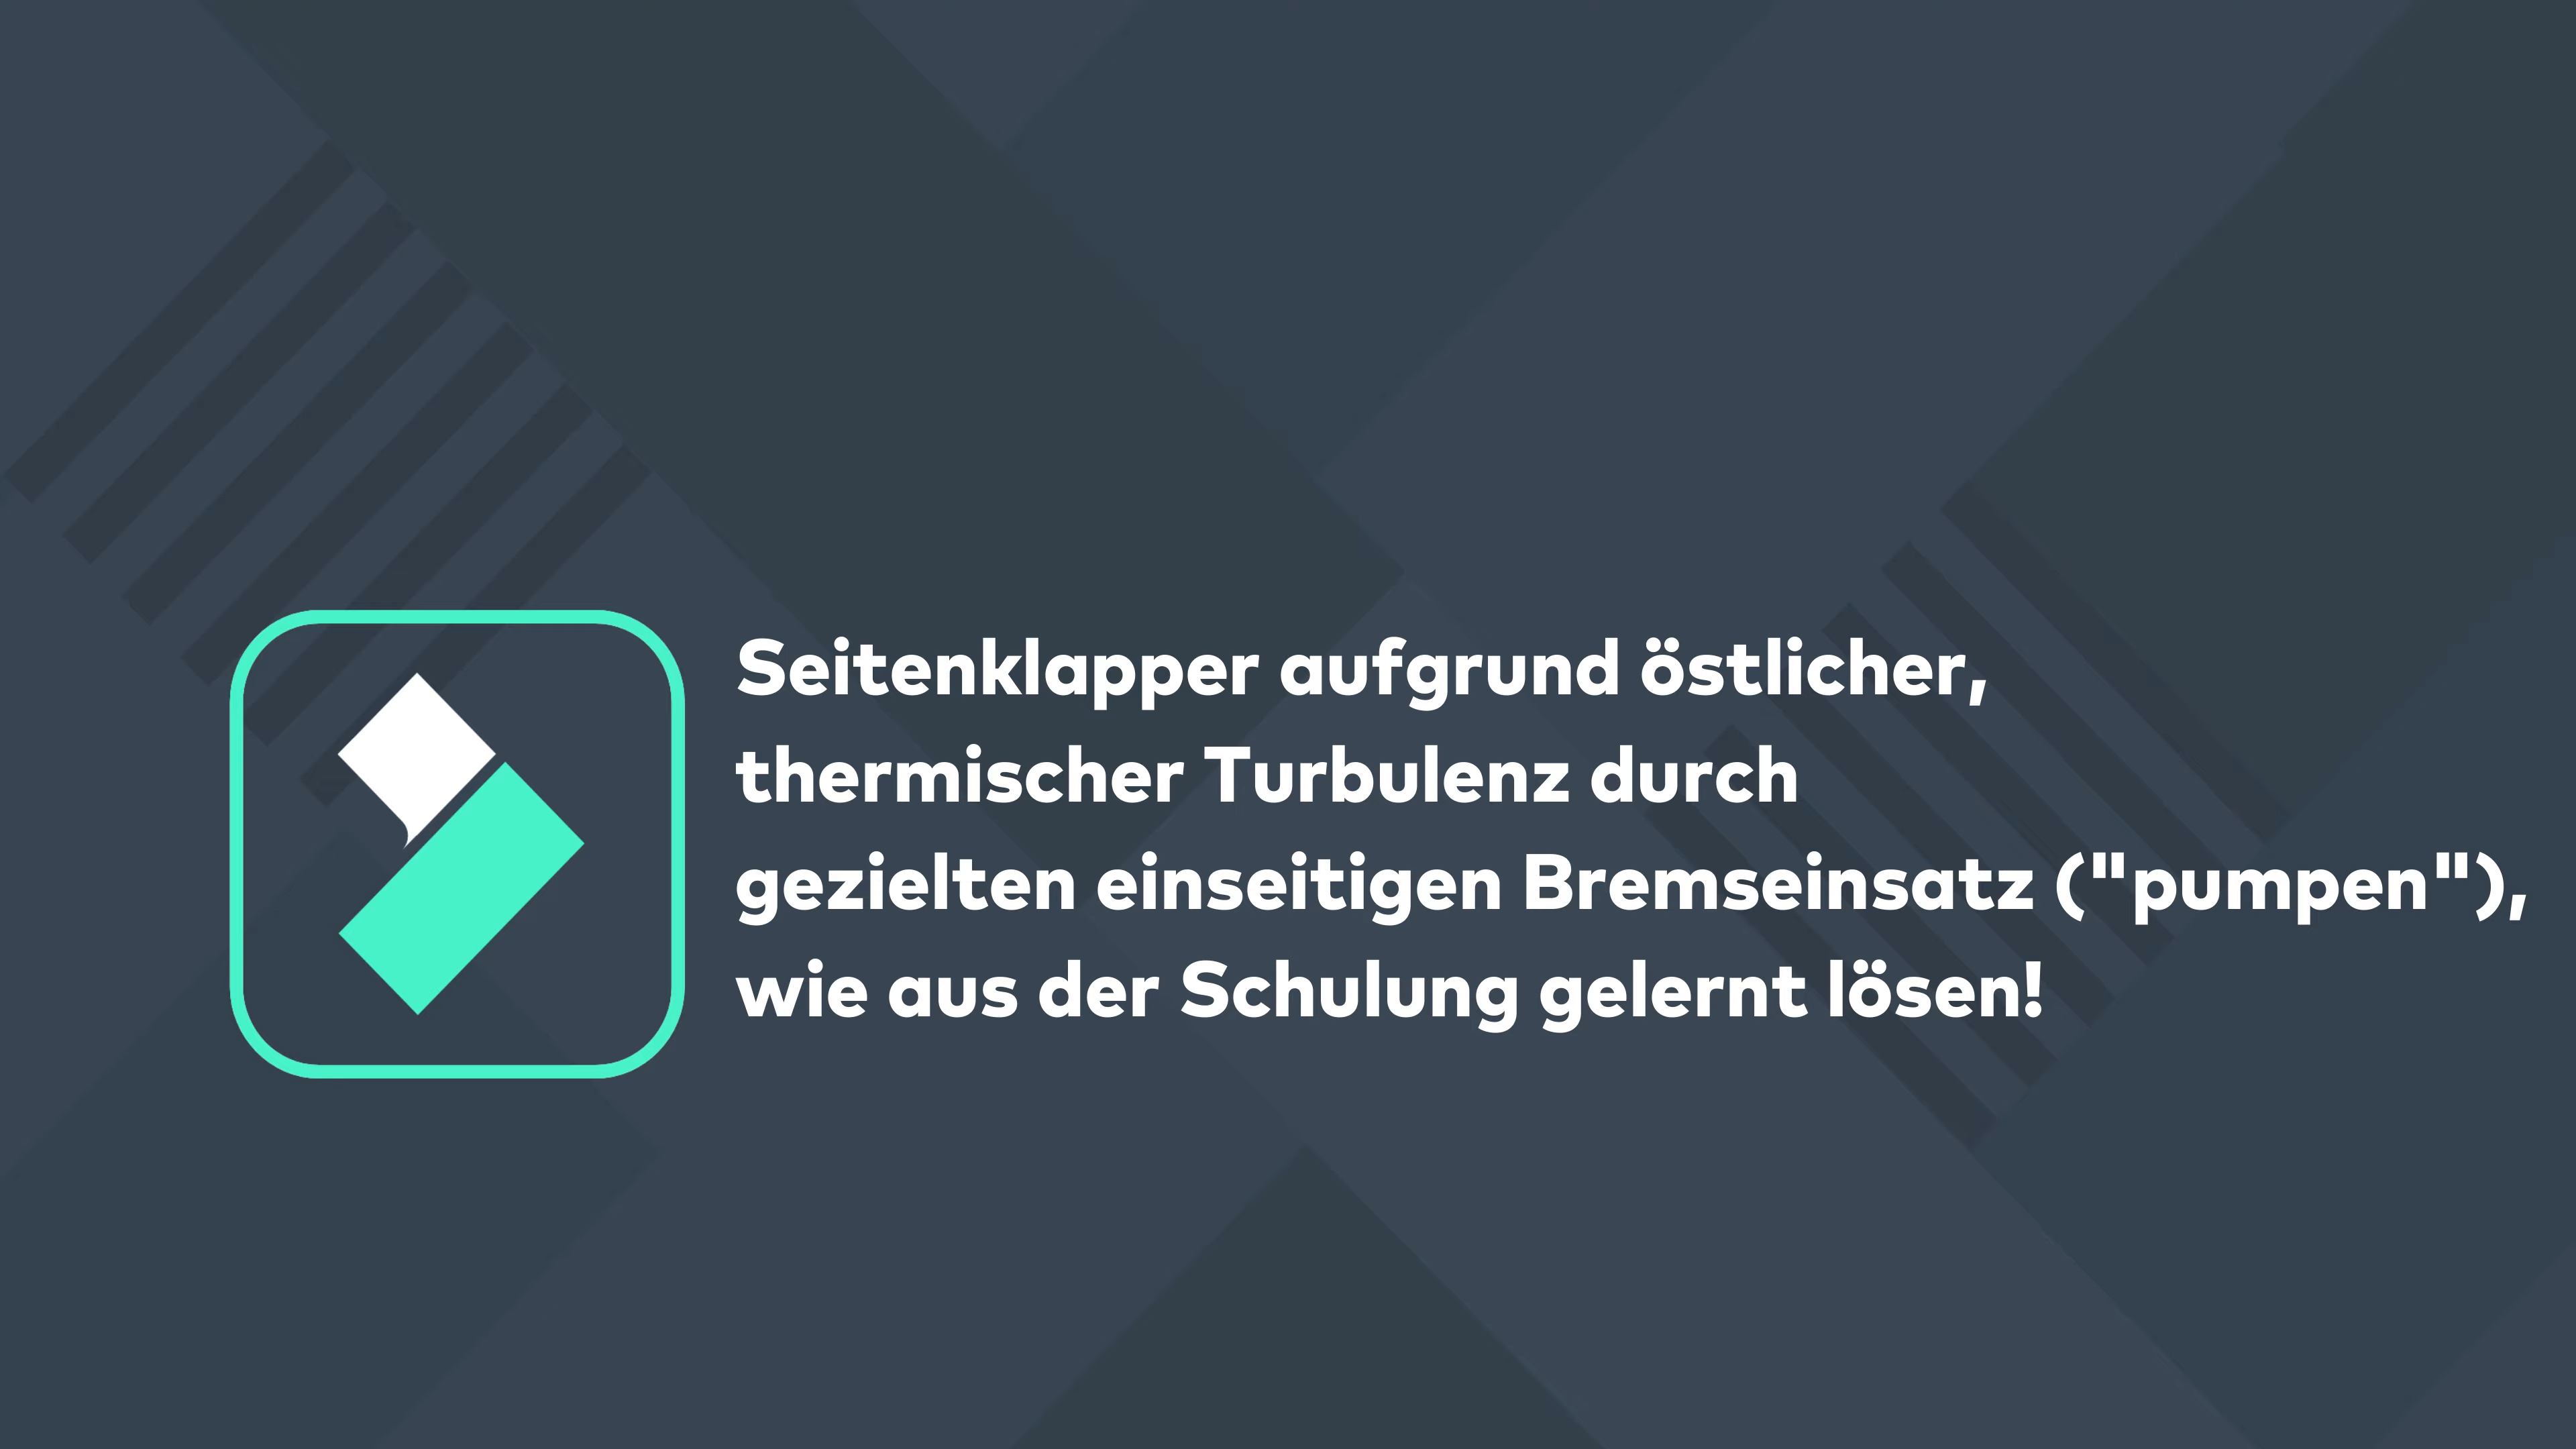 Seitenklapper aufgrund östlicher,
thermischer Turbulenz durch
gezielten einseitigen Bremseinsatz ("pumpen"),
wie aus der Schulung gelernt lösen!